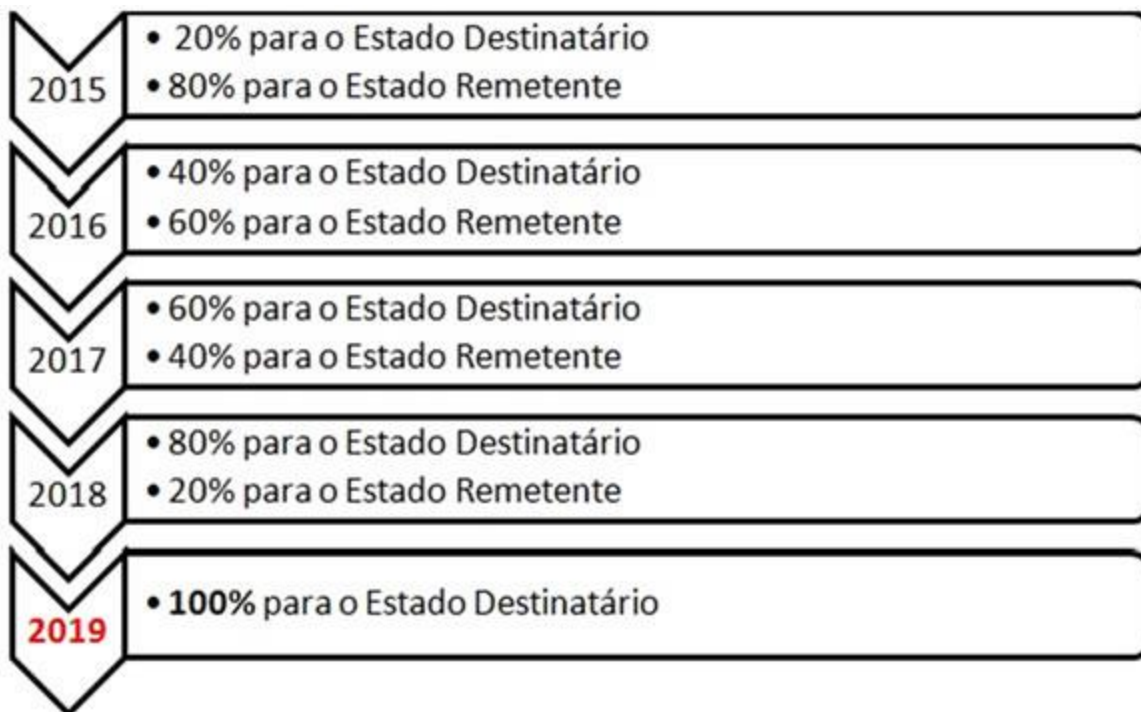 2015
• 20% para o Estado Destinatário
• 80% para o Estado Remetente
2016
• 40% para o Estado Destinatário
• 60% para o Estado Remetente
2017
• 60% para o Estado Destinatário
• 40% para o Estado Remetente
2018
• 80% para o Estado Destinatário
• 20% para o Estado Remetente
2019
• 100% para o Estado Destinatário